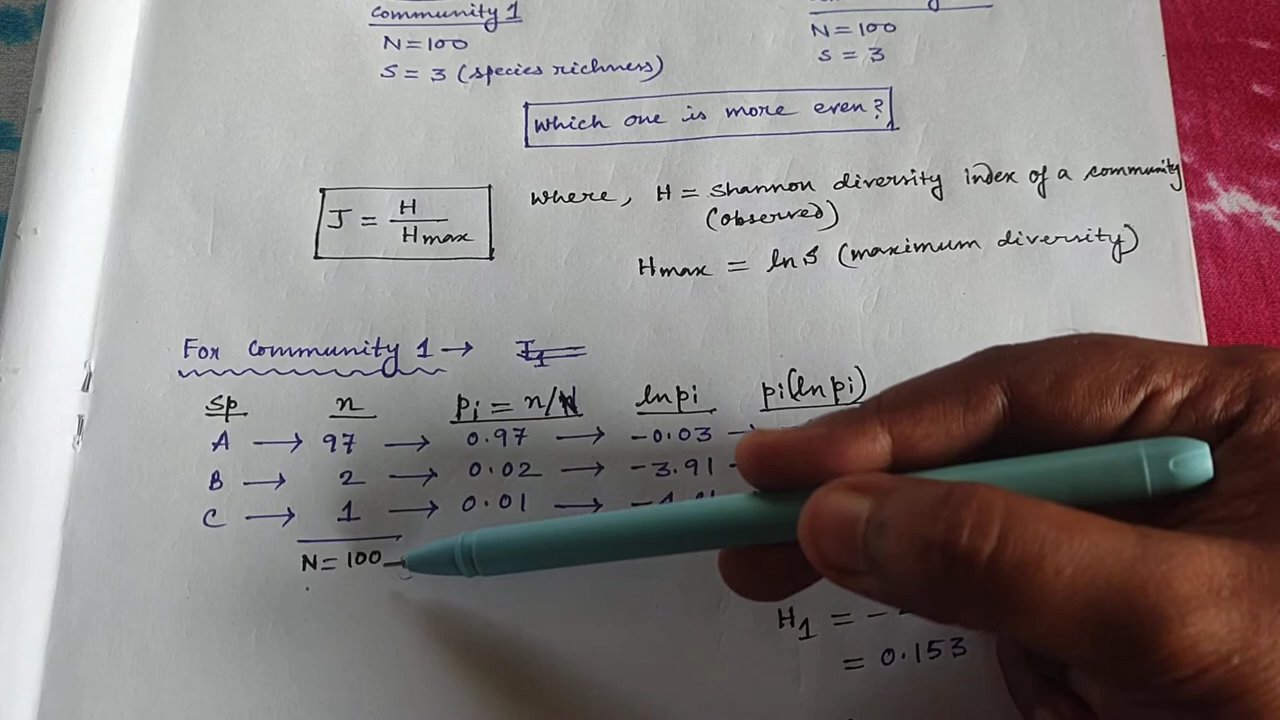 Community 1
N=100
N=100
S = 3
S = 3 (species richness)
Which one is more even?
J = H / Hmax
where, H = Shannon diversity index of a community
(observed)
Hmax = ln S (maximum diversity)
For Community 1 →
Sp n Pi = n/N ln pi pi(ln pi)
A → 97 → 0.97 → -0.03 →
B → 2 → 0.02 → -3.91
C → 1 → 0.01 →
N = 100
H1 = -
= 0.153